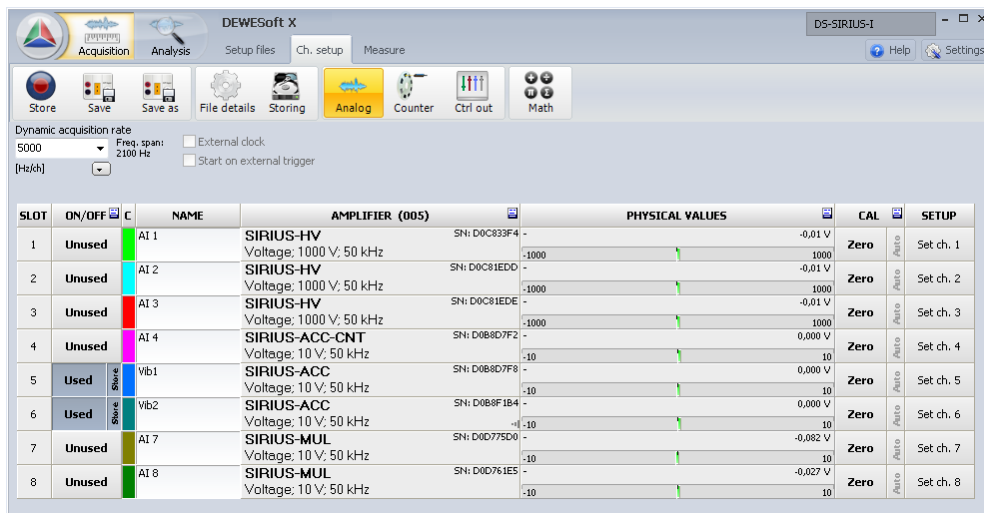 DEWESoft X
DS-SIRIUS-I
Acquisition Analysis Setup files Ch. setup Measure
Help Settings
Store Save Save as File details Storing Analog Counter Ctrl out Math
Dynamic acquisition rate
5000 Freq. span: External clock
2100 Hz
[Hz/ch] Start on external trigger
SLOT ON/OFF C NAME AMPLIFIER (005) PHYSICAL VALUES CAL SETUP
1 Unused AI 1 SIRIUS-HV SN: D0C833F4 - -0,01 V Zero Auto Set ch. 1
Voltage; 1000 V; 50 kHz -1000 1000
2 Unused AI 2 SIRIUS-HV SN: D0C81EDD - -0,01 V Zero Auto Set ch. 2
Voltage; 1000 V; 50 kHz -1000 1000
3 Unused AI 3 SIRIUS-HV SN: D0C81EDE - -0,01 V Zero Auto Set ch. 3
Voltage; 1000 V; 50 kHz -1000 1000
4 Unused AI 4 SIRIUS-ACC-CNT SN: D0B8D7F2 - 0,000 V Zero Auto Set ch. 4
Voltage; 10 V; 50 kHz -10 10
5 Used Store Vib1 SIRIUS-ACC SN: D0B8D7F8 - 0,000 V Zero Auto Set ch. 5
Voltage; 10 V; 50 kHz -10 10
6 Used Store Vib2 SIRIUS-ACC SN: D0B8F1B4 - 0,000 V Zero Auto Set ch. 6
Voltage; 10 V; 50 kHz -10 10
7 Unused AI 7 SIRIUS-MUL SN: D0D775D0 - -0,082 V Zero Auto Set ch. 7
Voltage; 10 V; 50 kHz -10 10
8 Unused AI 8 SIRIUS-MUL SN: D0D761E5 - -0,027 V Zero Auto Set ch. 8
Voltage; 10 V; 50 kHz -10 10